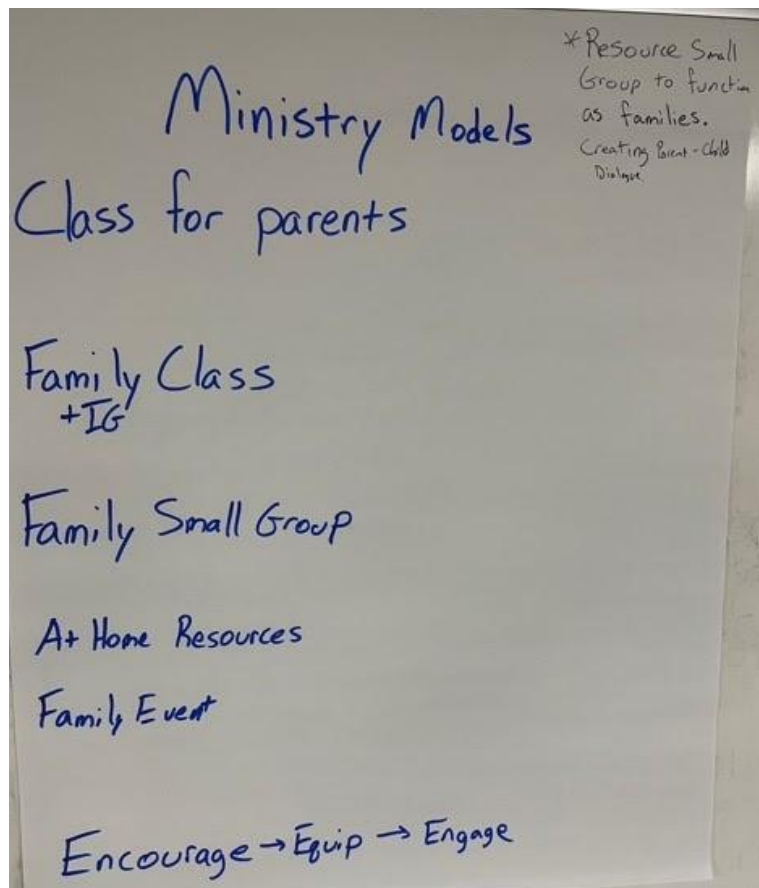 Ministry Models
* Resource Small
Group to function
as families.
Creating Parent-Child
Dialogue
Class for parents
Family Class
+IG
Family Small Group
At Home Resources
Family Event
Encourage → Equip → Engage